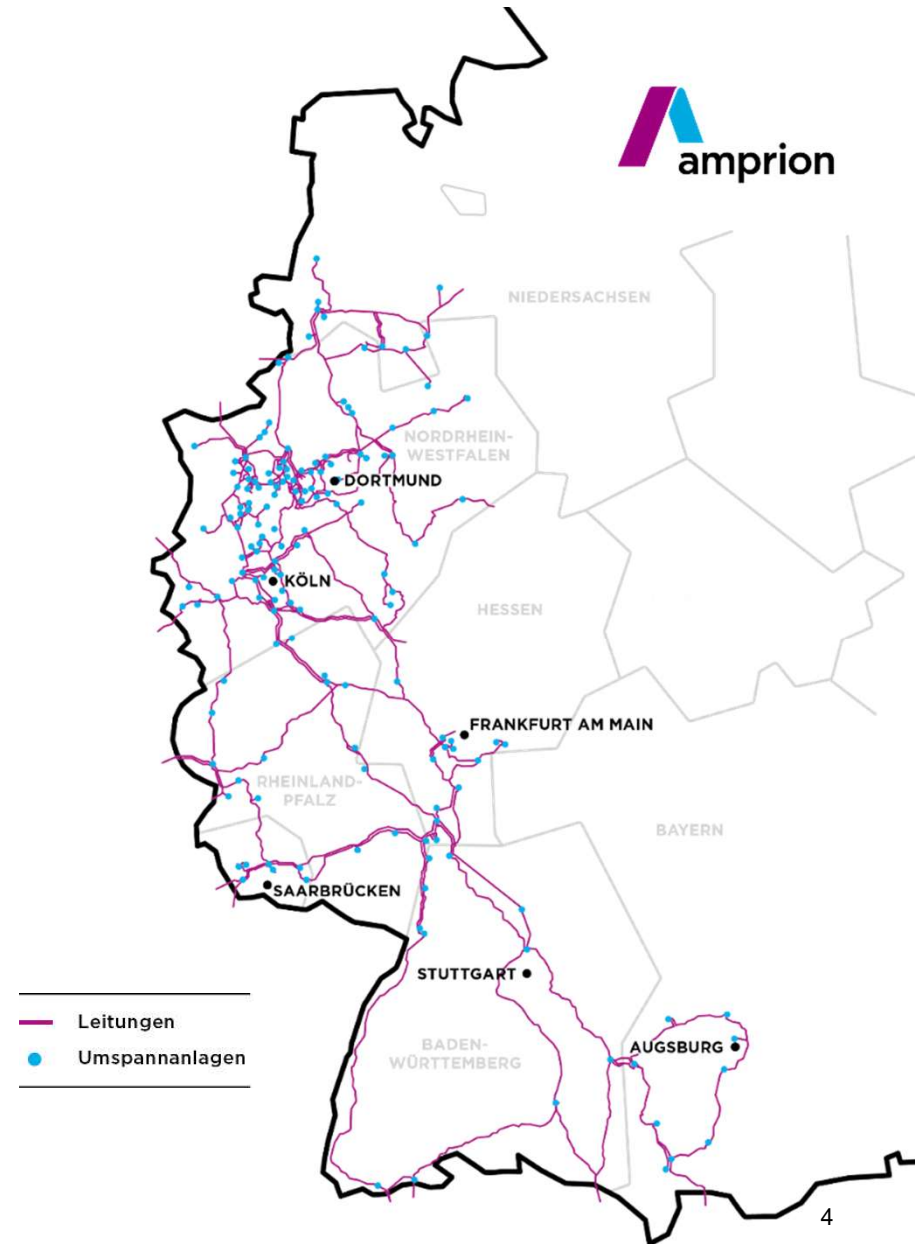 amprion
NIEDERSACHSEN
NORDRHEIN-
WESTFALEN
DORTMUND
KÖLN
HESSEN
FRANKFURT AM MAIN
RHEINLAND-
PFALZ
BAYERN
SAARBRÜCKEN
STUTTGART
Leitungen
Umspannanlagen
BADEN-
WÜRTTEMBERG
AUGSBURG
4